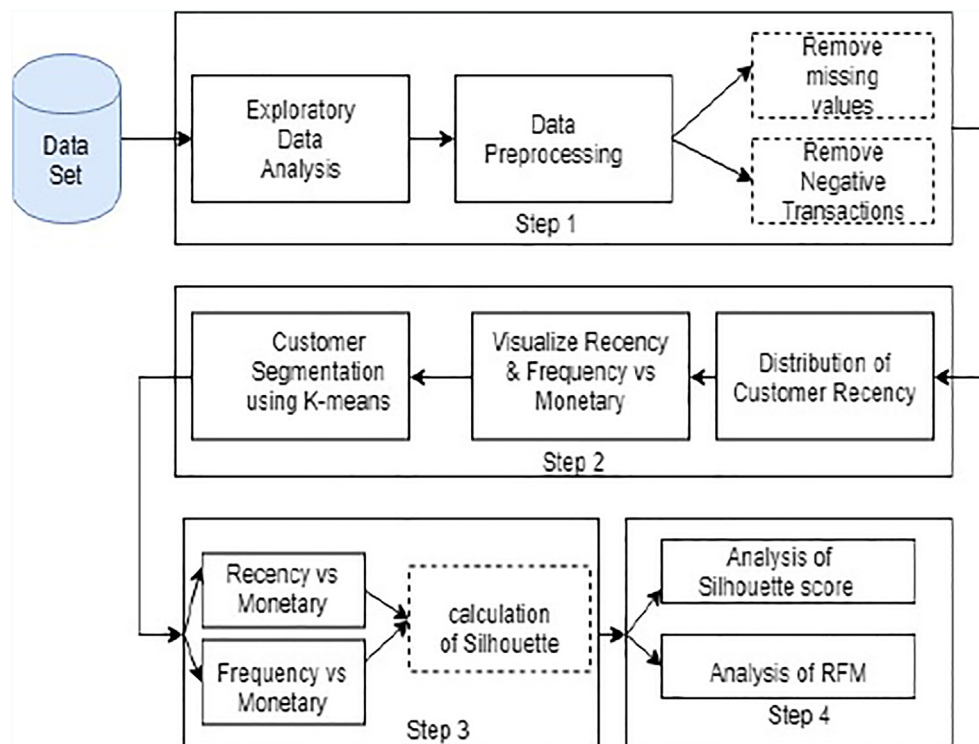 Data
Set
Exploratory
Data
Analysis
Data
Preprocessing
Remove
missing
values
Remove
Negative
Transactions
Step 1
Customer
Segmentation
using K-means
Visualize Recency
& Frequency vs
Monetary
Distribution of
Customer Recency
Step 2
Recency vs
Monetary
Frequency vs
Monetary
calculation
of Silhouette
Step 3
Analysis of
Silhouette score
Analysis of RFM
Step 4